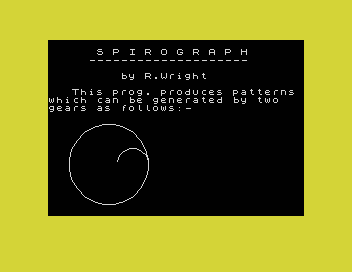 S P I R O G R A P H
--------------------
by R.Wright
This prog. produces patterns
which can be generated by two
gears as follows:-